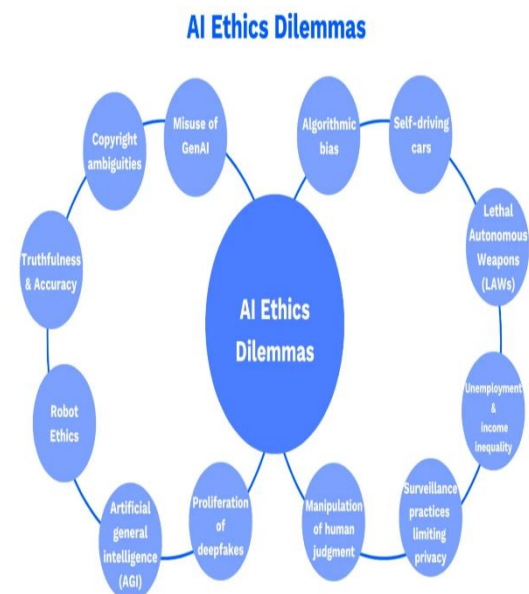 AI Ethics Dilemmas
Misuse of
GenAI
Copyright
ambiguities
Truthfulness
& Accuracy
Robot
Ethics
Artificial
general
intelligence
(AGI)
Proliferation
of
deepfakes
AI Ethics
Dilemmas
Algorithmic
bias
Self-driving
cars
Lethal
Autonomous
Weapons
(LAWs)
Unemployment
&
income
inequality
Surveillance
practices
limiting
privacy
Manipulation
of human
judgment